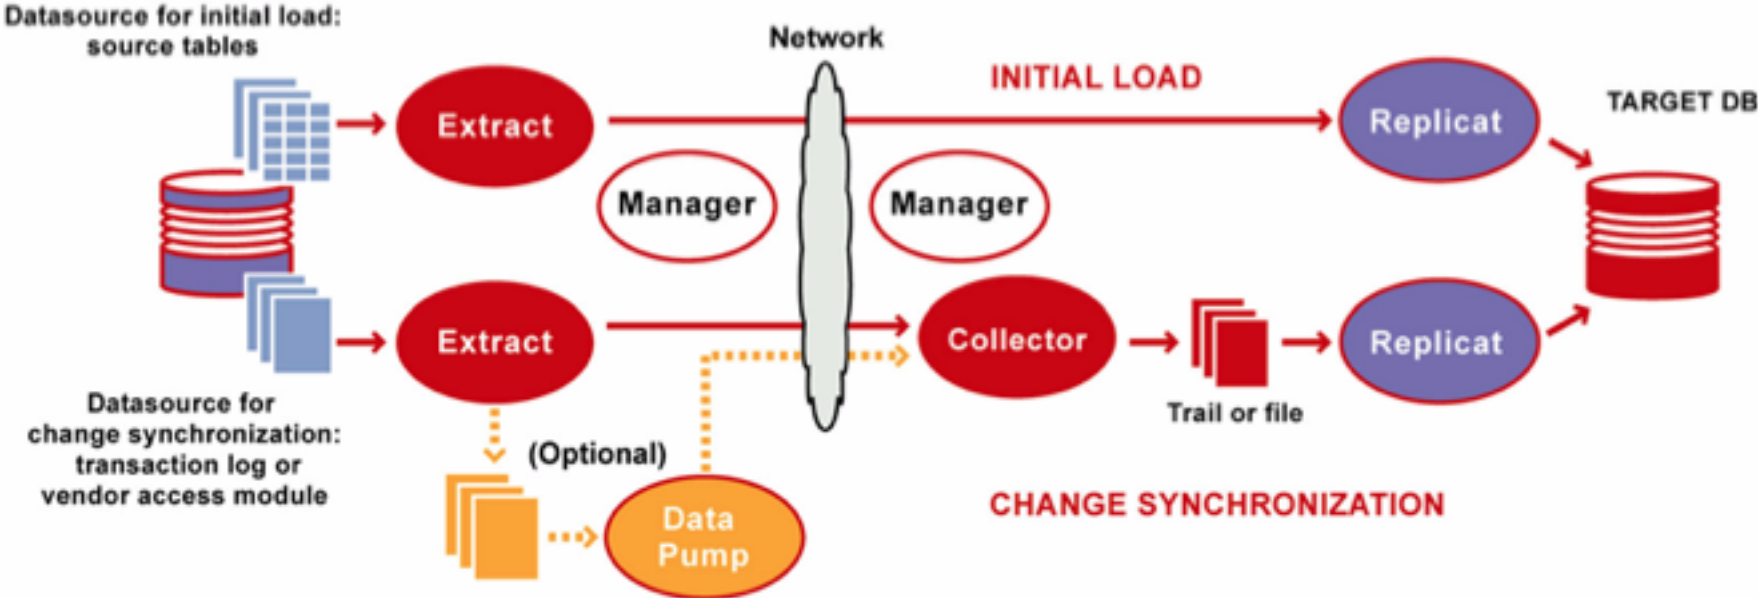 Datasource for initial load:
source tables
Network
INITIAL LOAD
TARGET DB
Extract
Replicat
Manager
Manager
Extract
Collector
Replicat
Trail or file
Datasource for
change synchronization:
transaction log or
vendor access module
(Optional)
Data
Pump
CHANGE SYNCHRONIZATION